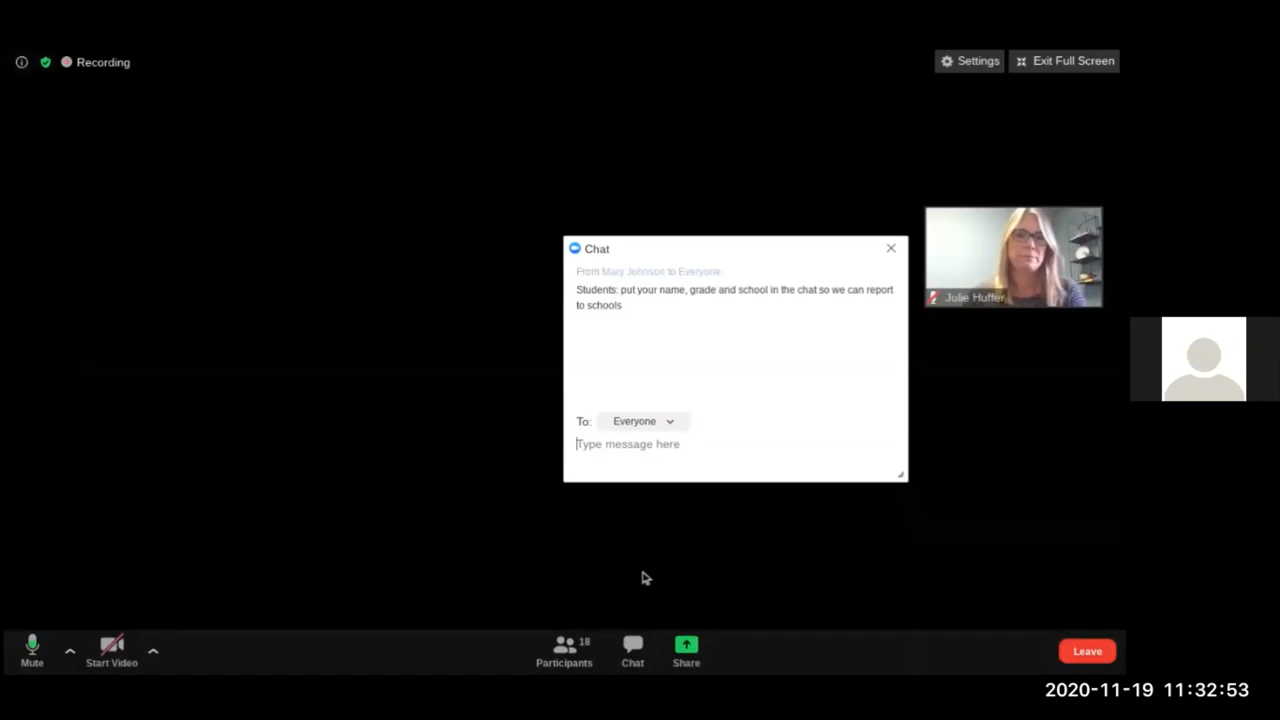 Recording
Settings
Exit Full Screen
Chat
From Mary Johnson to Everyone
Students: put your name, grade and school in the chat so we can report
to schools
Julie Huffer
To: Everyone
Type message here
Mute
Start Video
18
Participants
Chat
Share
Leave
2020-11-19 11:32:53